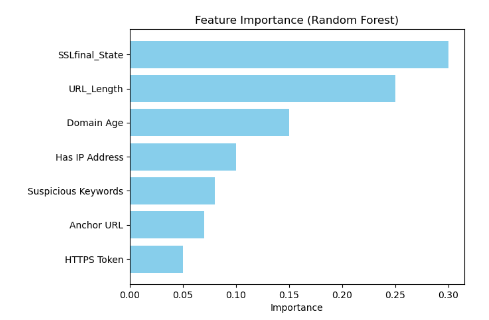 Feature Importance (Random Forest)
SSLfinal_State
URL_Length
Domain Age
Has IP Address
Suspicious Keywords
Anchor URL
HTTPS Token
0.00 0.05 0.10 0.15 0.20 0.25 0.30
Importance